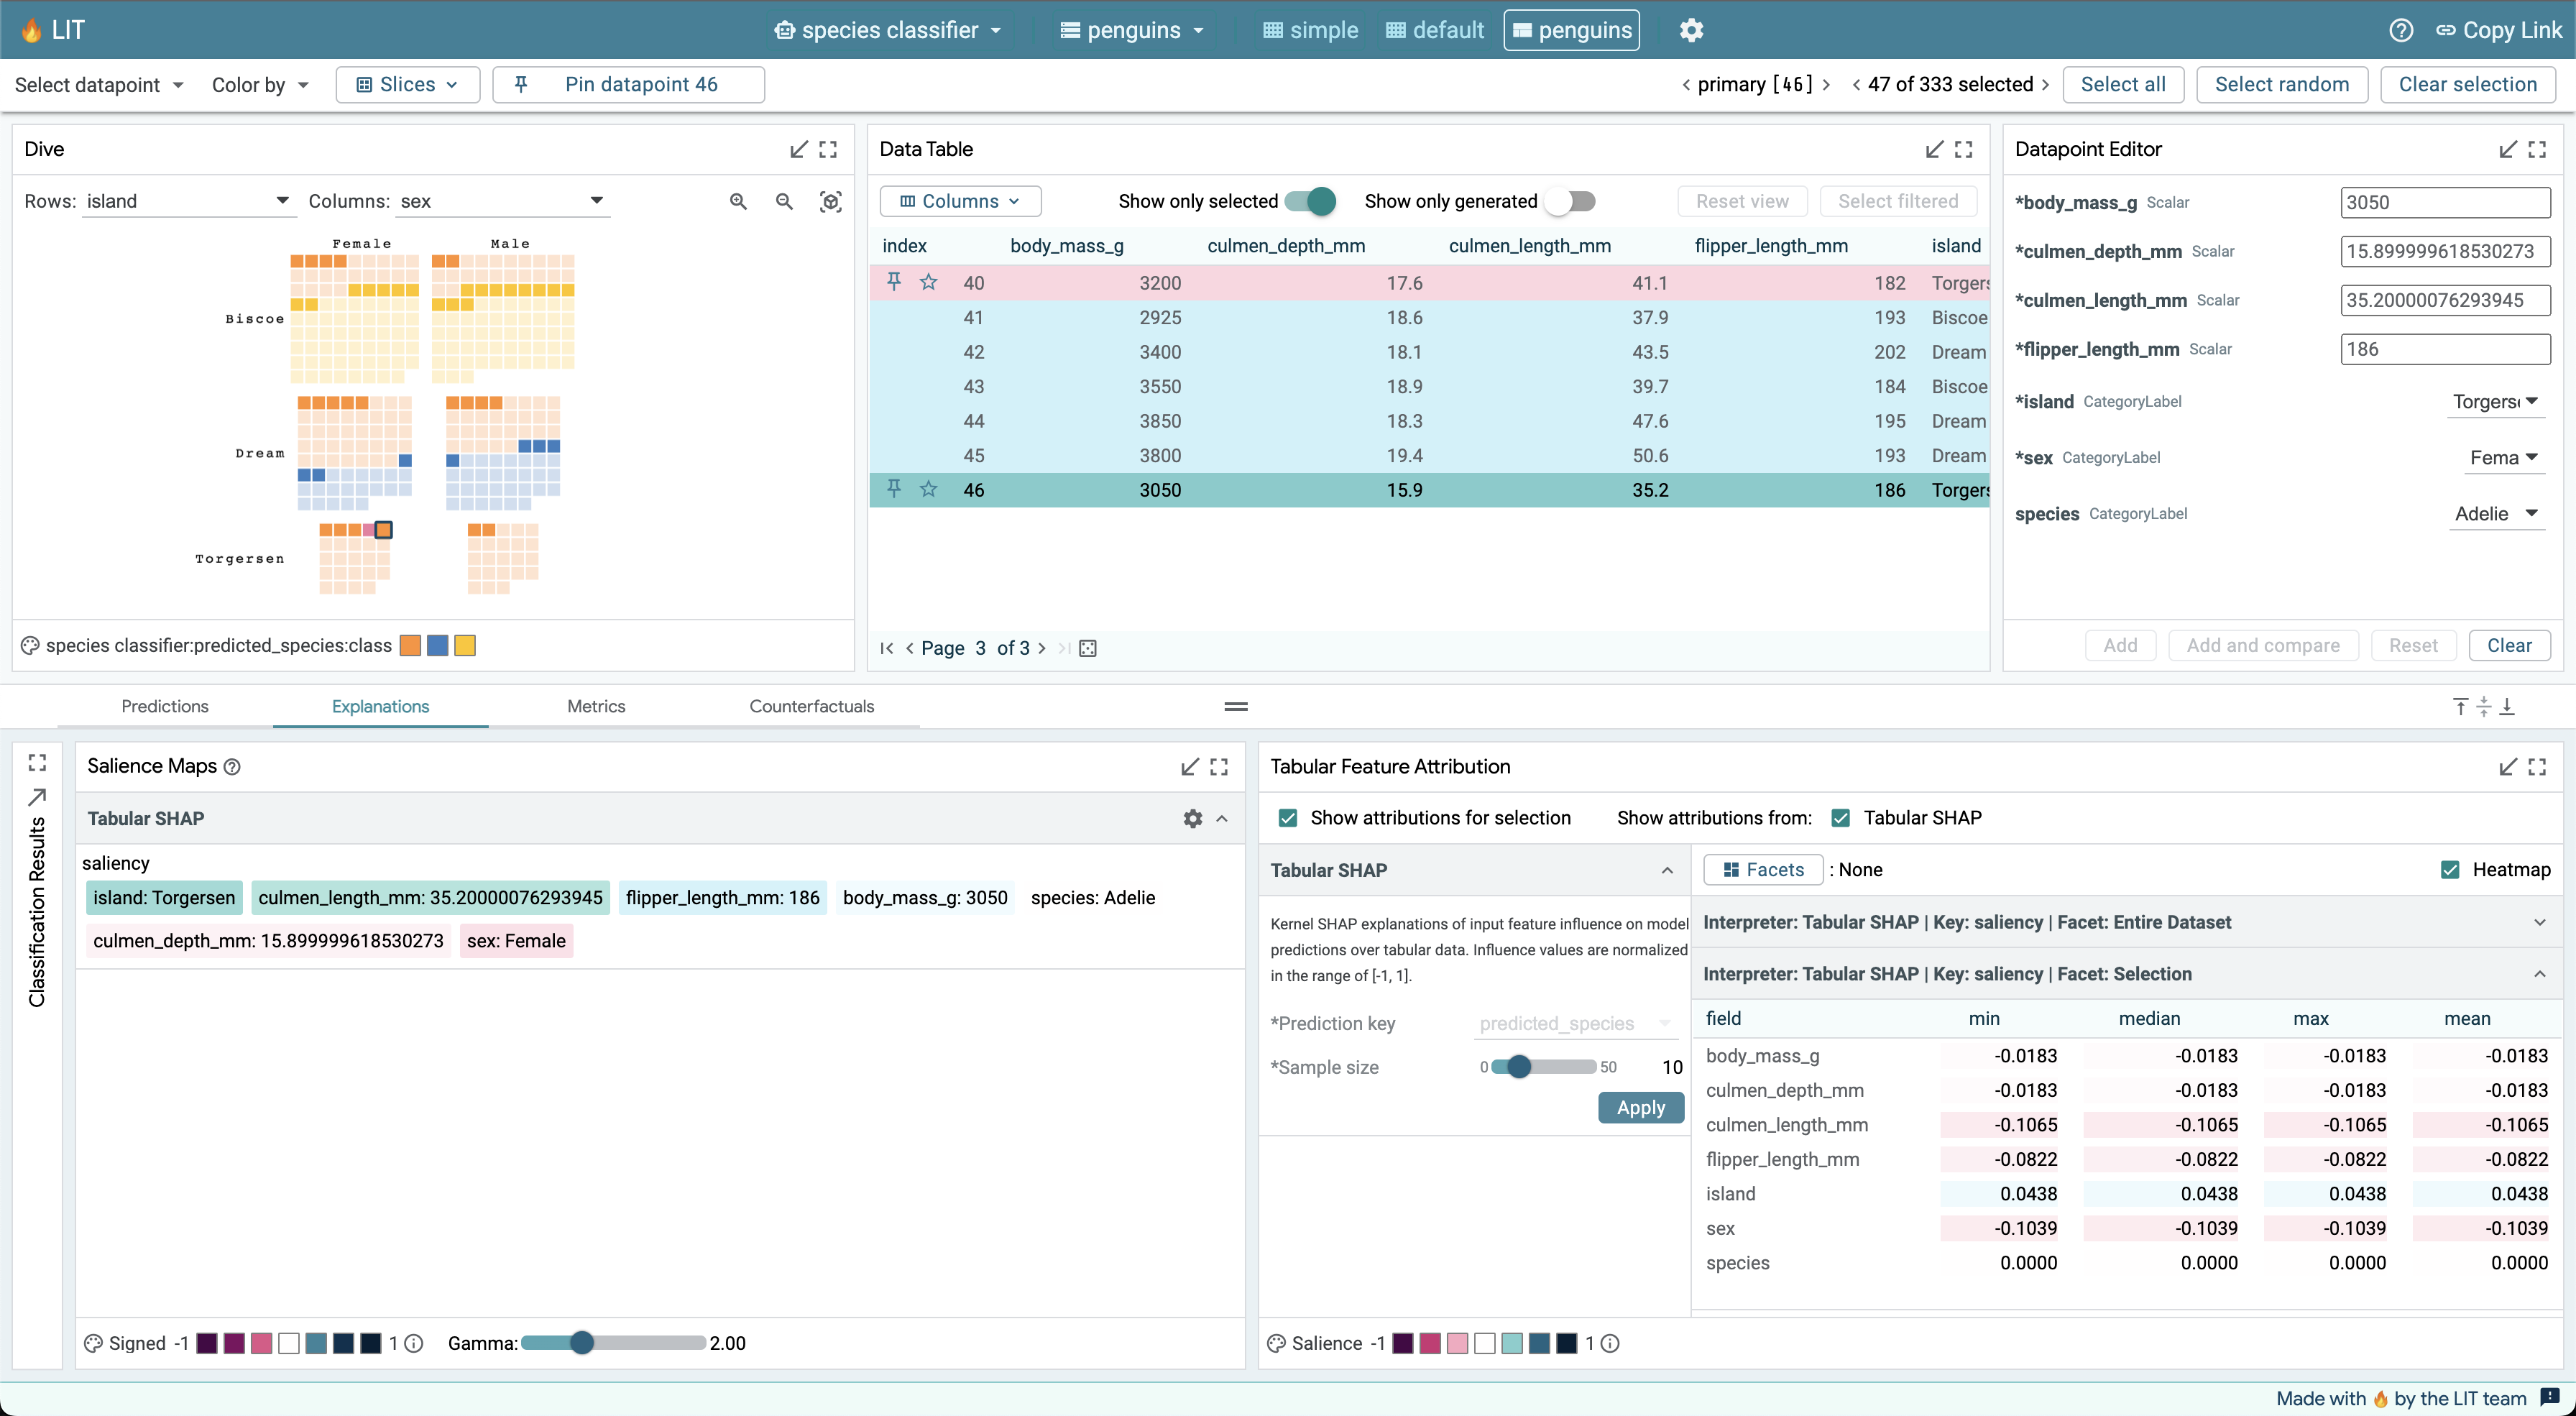 LIT
species classifier
penguins
simple
default
penguins
Copy Link
Select datapoint
Color by
Slices
Pin datapoint 46
primary [46]
47 of 333 selected
Select all
Select random
Clear selection
Dive
Rows: island
Columns: sex
Female Male
Biscoe
Dream
Torgersen
species classifier:predicted_species:class
Data Table
Columns
Show only selected
Show only generated
Reset view
Select filtered
index body_mass_g culmen_depth_mm culmen_length_mm flipper_length_mm island
40 3200 17.6 41.1 182 Torgers
41 2925 18.6 37.9 193 Biscoe
42 3400 18.1 43.5 202 Dream
43 3550 18.9 39.7 184 Biscoe
44 3850 18.3 47.6 195 Dream
45 3800 19.4 50.6 193 Dream
46 3050 15.9 35.2 186 Torgers
Page 3 of 3
Datapoint Editor
*body_mass_g Scalar 3050
*culmen_depth_mm Scalar 15.899999618530273
*culmen_length_mm Scalar 35.20000076293945
*flipper_length_mm Scalar 186
*island CategoryLabel Torgers
*sex CategoryLabel Fema
species CategoryLabel Adelie
Add
Add and compare
Reset
Clear
Predictions
Explanations
Metrics
Counterfactuals
Classification Results
Salience Maps
Tabular SHAP
saliency
island: Torgersen culmen_length_mm: 35.20000076293945 flipper_length_mm: 186 body_mass_g: 3050 species: Adelie
culmen_depth_mm: 15.899999618530273 sex: Female
Signed -1 1
Gamma: 2.00
Tabular Feature Attribution
Show attributions for selection
Show attributions from: Tabular SHAP
Tabular SHAP
Kernel SHAP explanations of input feature influence on model
predictions over tabular data. Influence values are normalized
in the range of [-1, 1].
*Prediction key predicted_species
*Sample size 0 50 10
Apply
Facets : None
Heatmap
Interpreter: Tabular SHAP | Key: saliency | Facet: Entire Dataset
Interpreter: Tabular SHAP | Key: saliency | Facet: Selection
field min median max mean
body_mass_g -0.0183 -0.0183 -0.0183 -0.0183
culmen_depth_mm -0.0183 -0.0183 -0.0183 -0.0183
culmen_length_mm -0.1065 -0.1065 -0.1065 -0.1065
flipper_length_mm -0.0822 -0.0822 -0.0822 -0.0822
island 0.0438 0.0438 0.0438 0.0438
sex -0.1039 -0.1039 -0.1039 -0.1039
species 0.0000 0.0000 0.0000 0.0000
Salience -1 1
Made with 🔥 by the LIT team